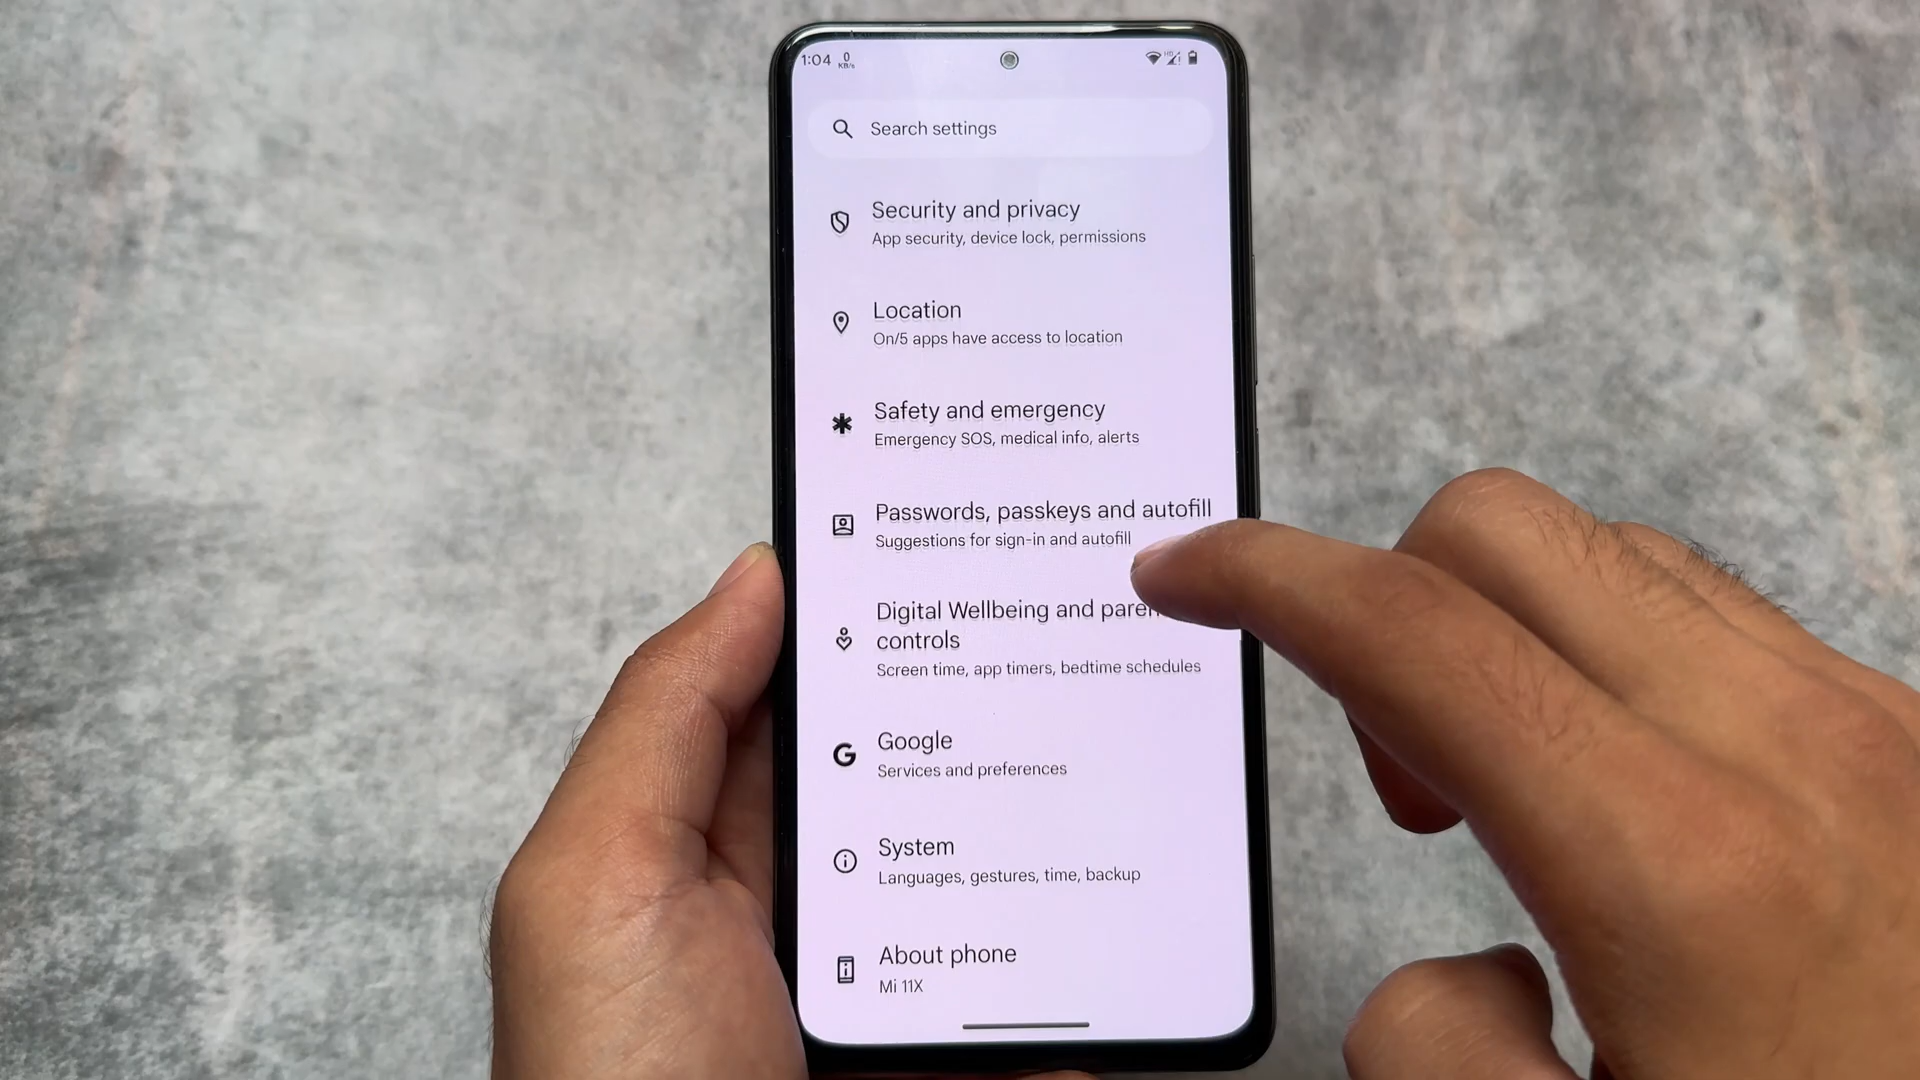 1:04 0 KB/s HD
Search settings
Security and privacy
App security, device lock, permissions
Location
On/5 apps have access to location
Safety and emergency
Emergency SOS, medical info, alerts
Passwords, passkeys and autofill
Suggestions for sign-in and autofill
Digital Wellbeing and paren
controls
Screen time, app timers, bedtime schedules
Google
Services and preferences
System
Languages, gestures, time, backup
About phone
Mi 11X